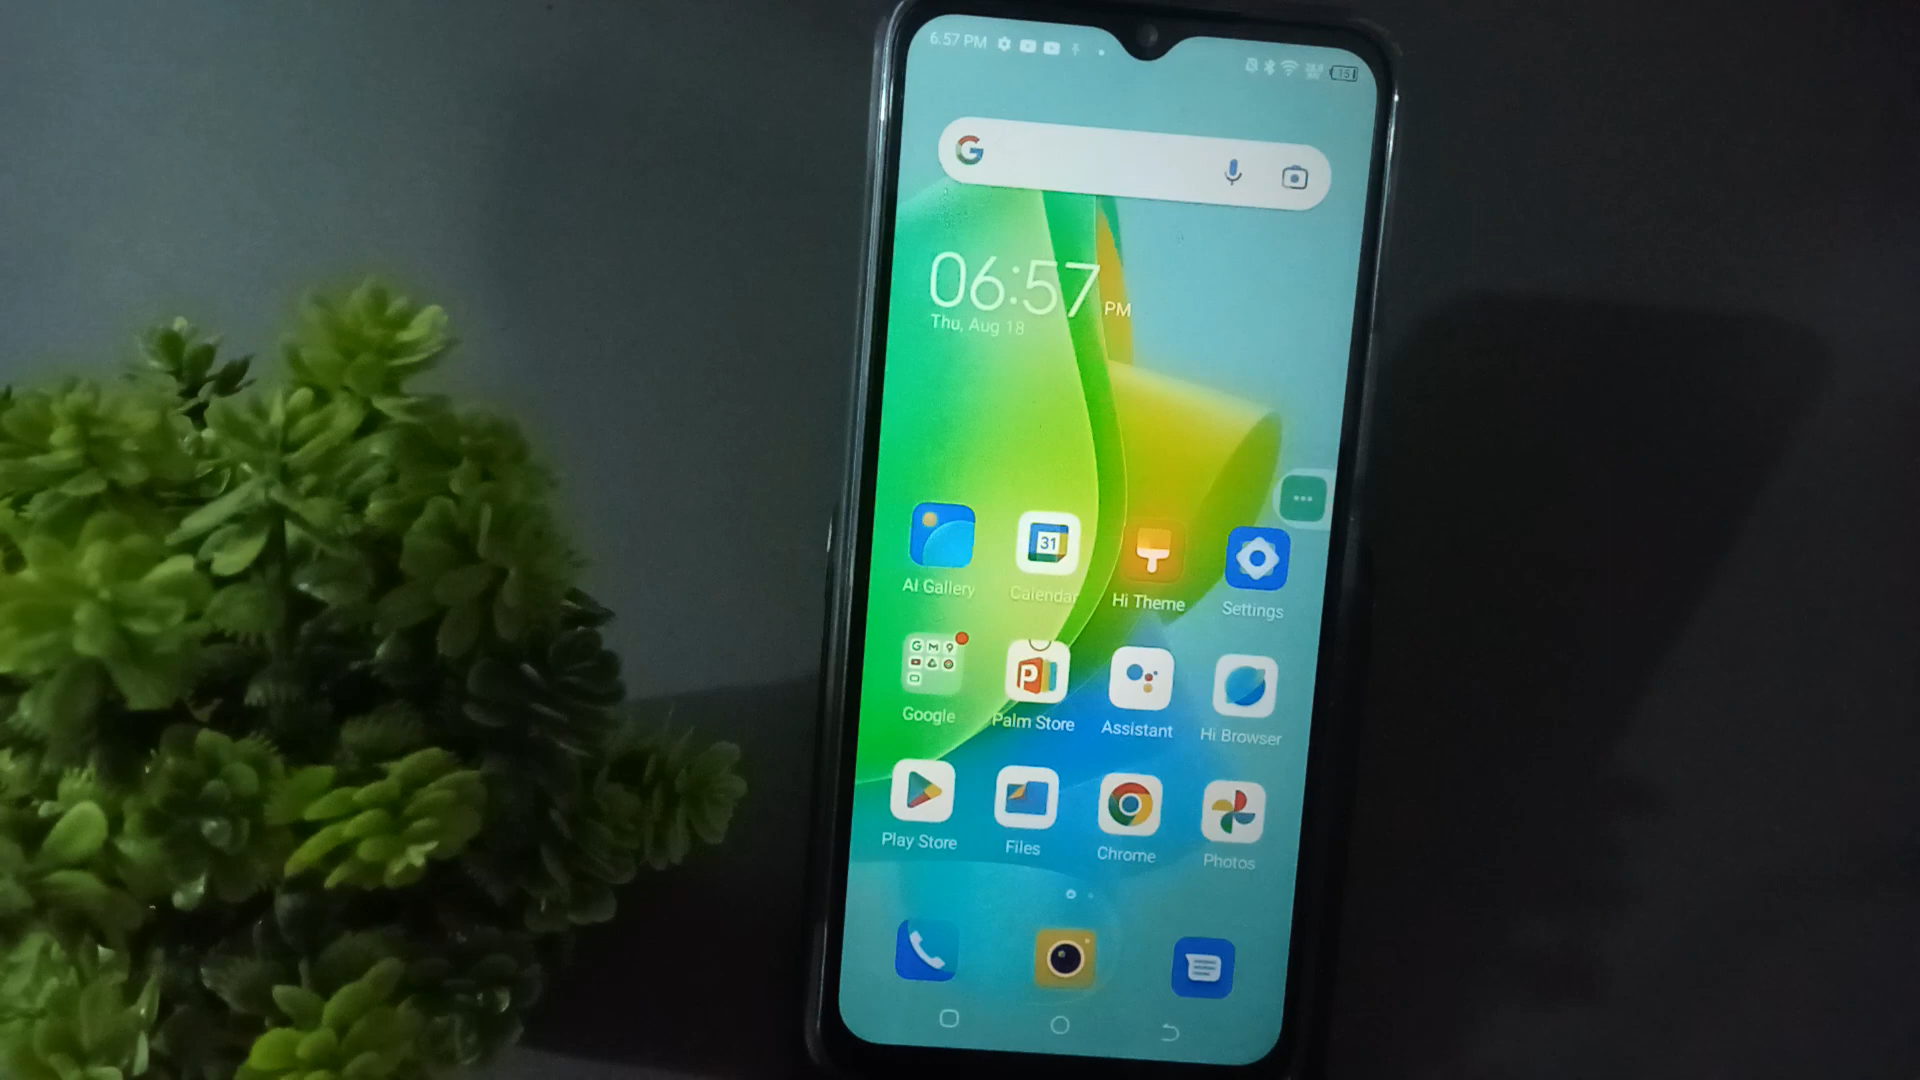 6:57 PM
15
06:57 PM
Thu, Aug 18
31
AI Gallery
Calendar
Hi Theme
Settings
P
Google
Palm Store
Assistant
Hi Browser
Play Store
Files
Chrome
Photos